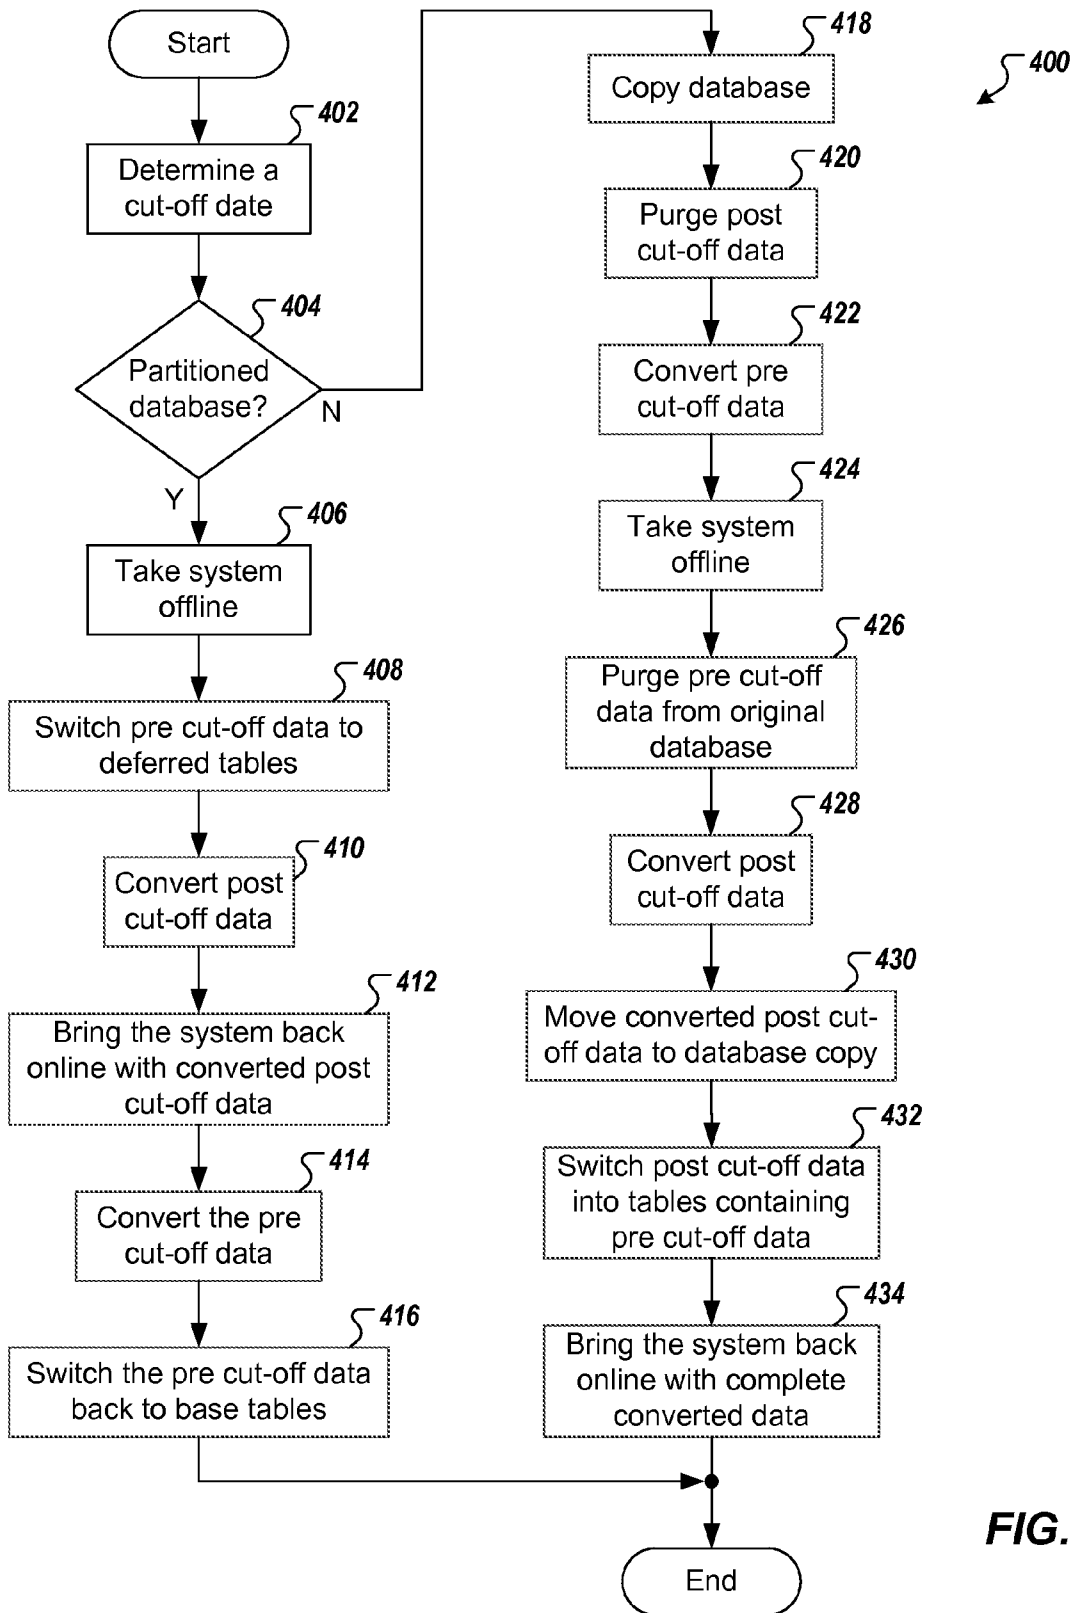 Start
402
Determine a
cut-off date
404
Partitioned
database?
N
Y
406
Take system
offline
408
Switch pre cut-off data to
deferred tables
410
Convert post
cut-off data
412
Bring the system back
online with converted post
cut-off data
414
Convert the pre
cut-off data
416
Switch the pre cut-off data
back to base tables
418
Copy database
400
420
Purge post
cut-off data
422
Convert pre
cut-off data
424
Take system
offline
426
Purge pre cut-off
data from original
database
428
Convert post
cut-off data
430
Move converted post cut-
off data to database copy
432
Switch post cut-off data
into tables containing
pre cut-off data
434
Bring the system back
online with complete
converted data
End
FIG.